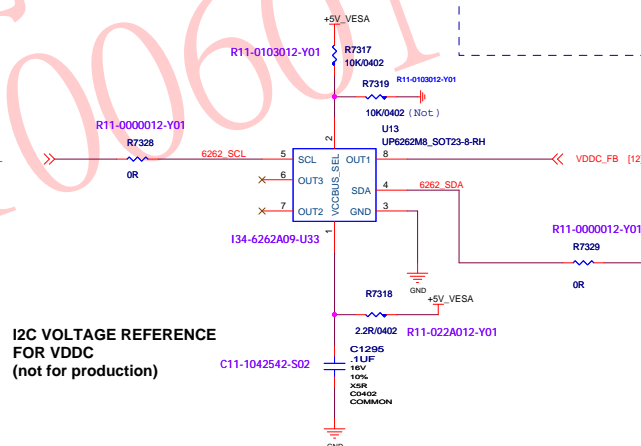 +5V_VESA
R11-0103012-Y01
R7317
10K/0402
R7319
R11-0103012-Y01
10K/0402 (Not)
U13
UP6262M8_SOT23-8-RH
R11-0000012-Y01
R7328
0R
6262_SCL
5
SCL
2
VCCBUS_SEL
OUT1
8
VDDC_FB [12
6
OUT3
SDA
4
6262_SDA
7
OUT2
GND
3
1
I34-6262A09-U33
R11-0000012-Y01
R7329
0R
GND
R7318
+5V_VESA
2.2R/0402
R11-022A012-Y01
I2C VOLTAGE REFERENCE
FOR VDDC
(not for production)
C11-1042542-S02
C1295
.1UF
16V
10%
X5R
C0402
COMMON
GND